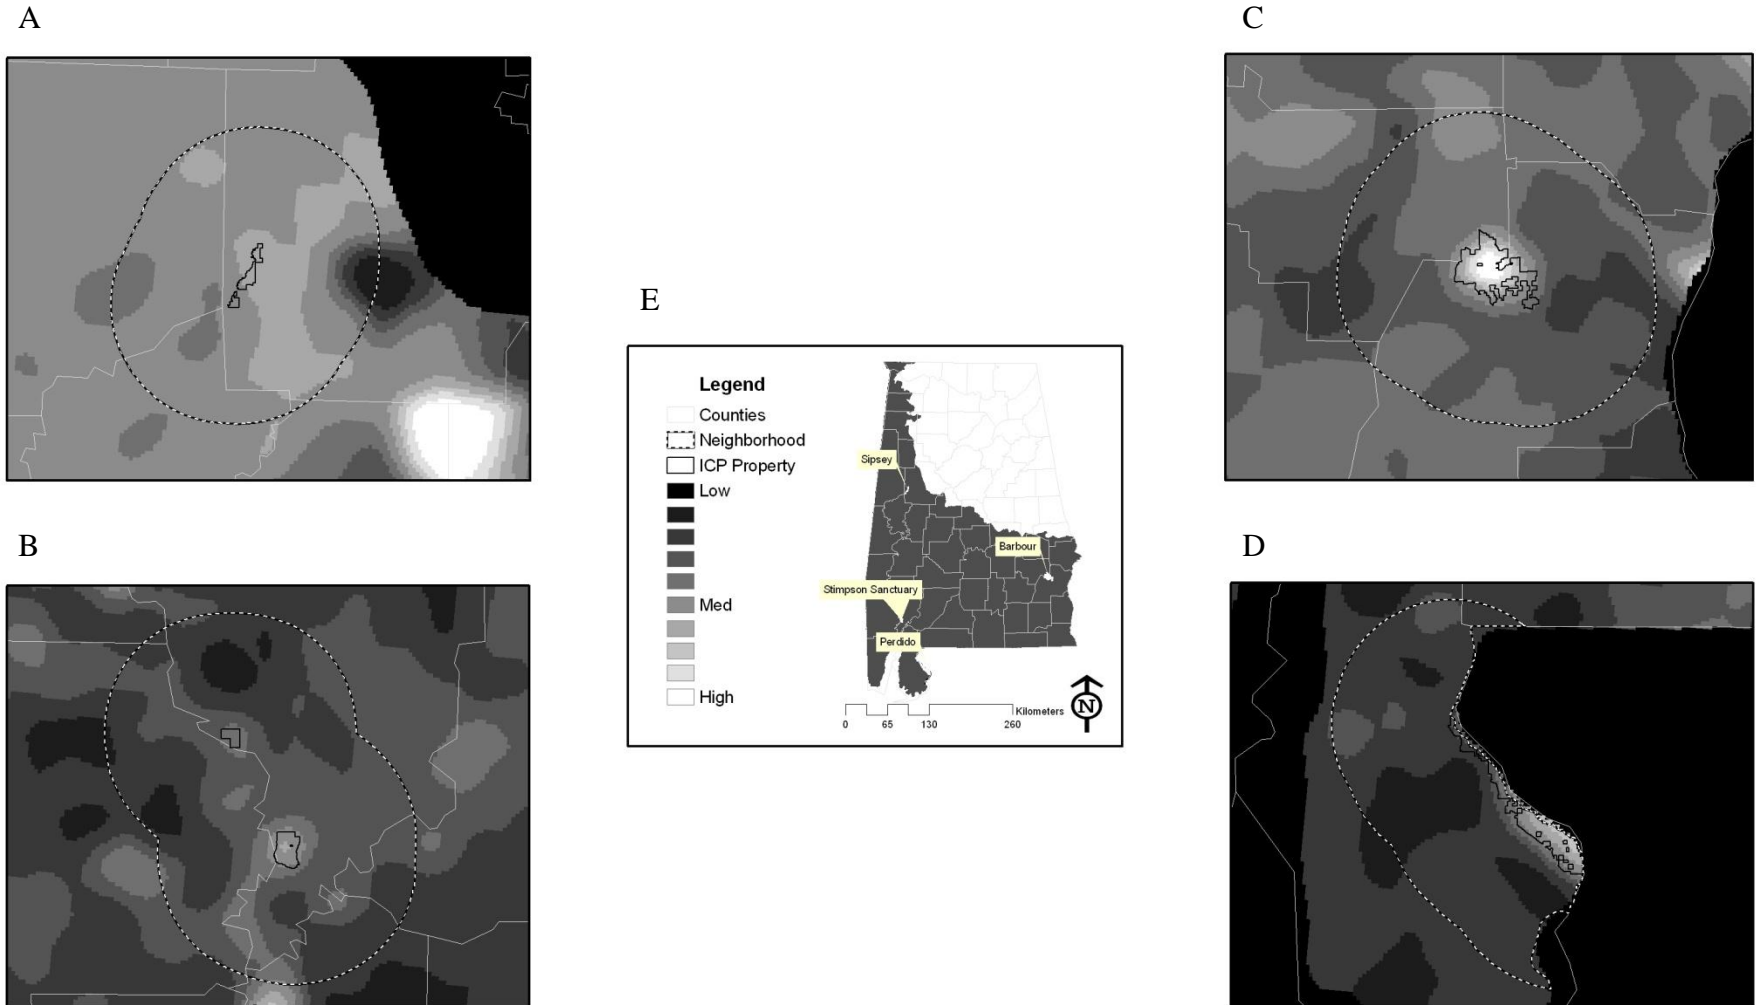 A
C
E
B
D
Legend
Counties
Neighborhood
ICP Property
Low
Med
High
Sipsey
Barbour
Stimpson Sanctuary
Perdido
Kilometers
0 65 130 260
N